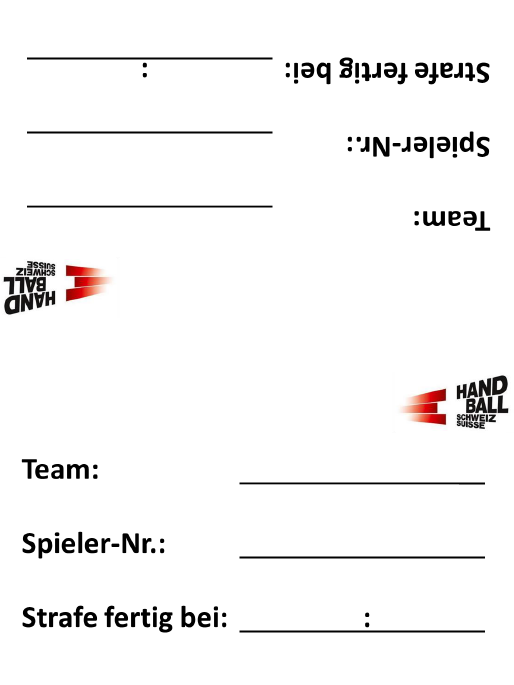 Strafe fertig bei: :
Spieler-Nr.:
Team:
HAND
BALL
SCHWEIZ
SUISSE
HAND
BALL
SCHWEIZ
SUISSE
Team:
Spieler-Nr.:
Strafe fertig bei: :